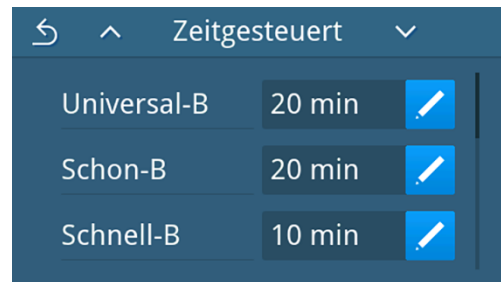 Zeitgesteuert
Universal-B 20 min
Schon-B 20 min
Schnell-B 10 min